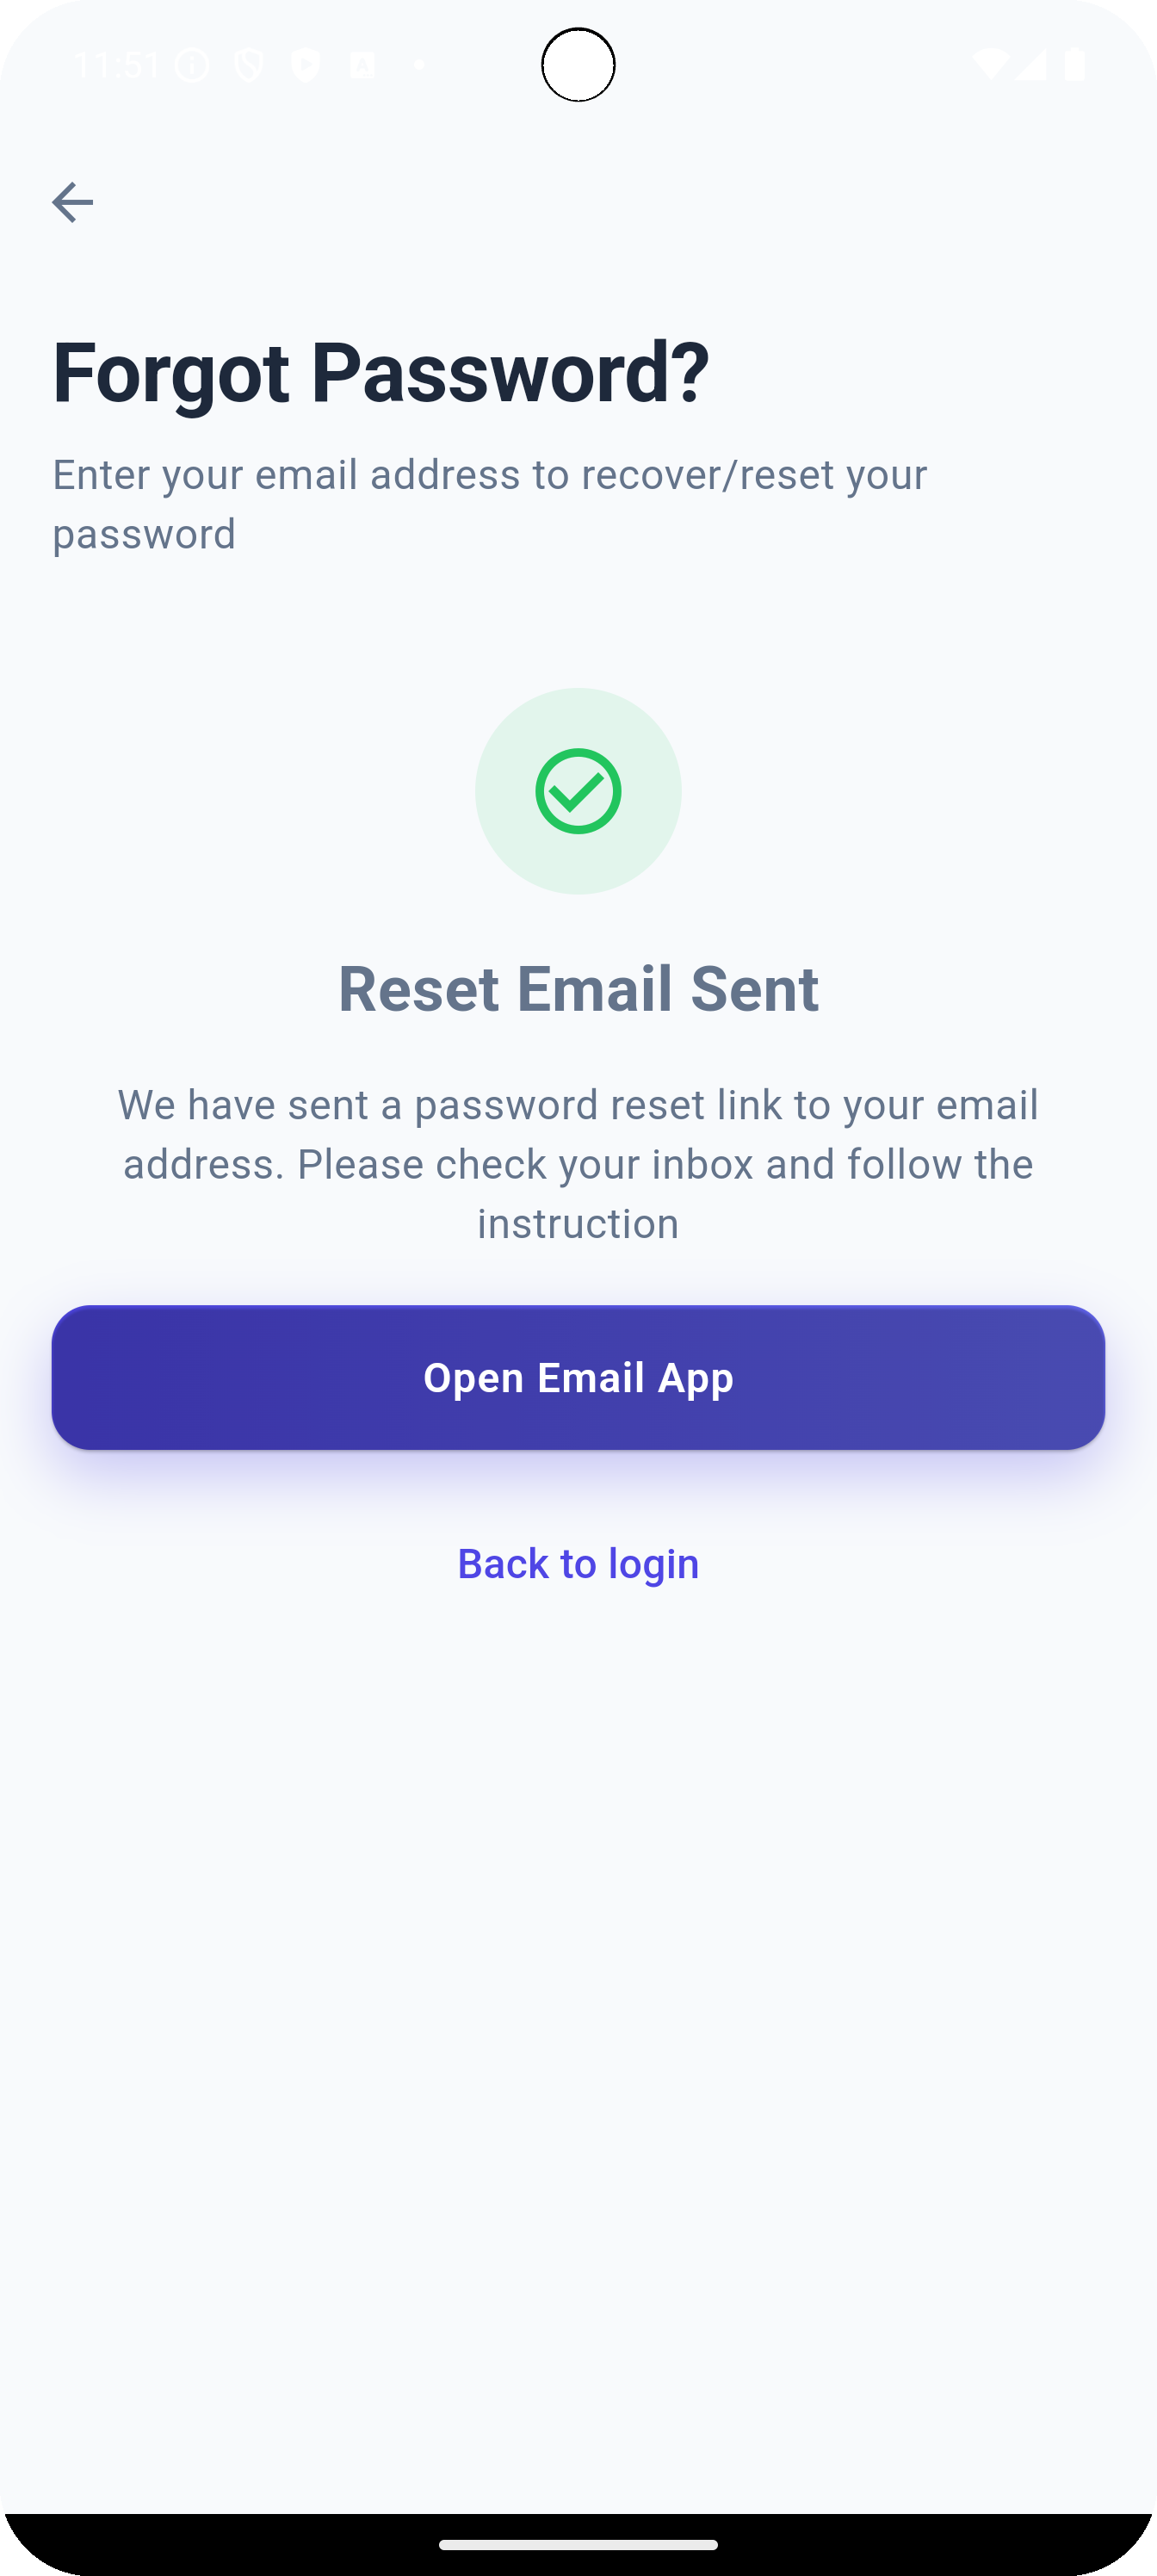 11:51
Forgot Password?
Enter your email address to recover/reset your
password
Reset Email Sent
We have sent a password reset link to your email
address. Please check your inbox and follow the
instruction
Open Email App
Back to login